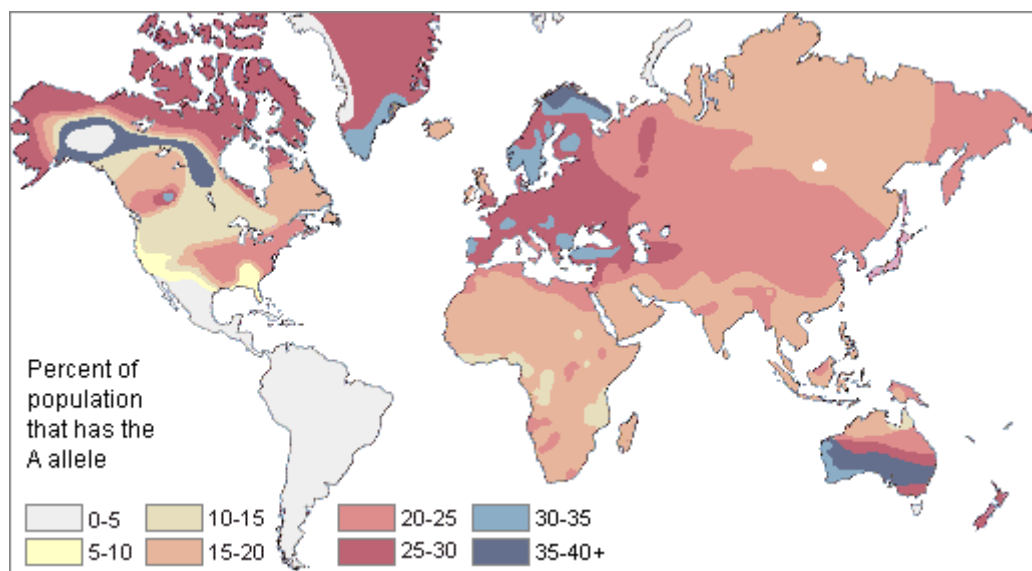 Percent of
population
that has the
A allele
0-5 10-15 20-25 30-35
5-10 15-20 25-30 35-40+